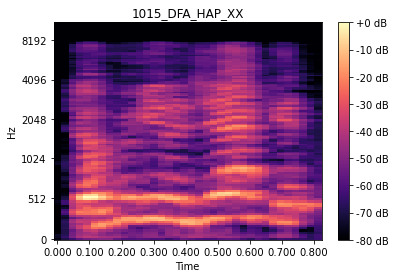 1015_DFA_HAP_XX
8192
4096
2048
1024
512
0
Hz
0.000 0.100 0.200 0.300 0.400 0.500 0.600 0.700 0.800
Time
+0 dB
-10 dB
-20 dB
-30 dB
-40 dB
-50 dB
-60 dB
-70 dB
-80 dB